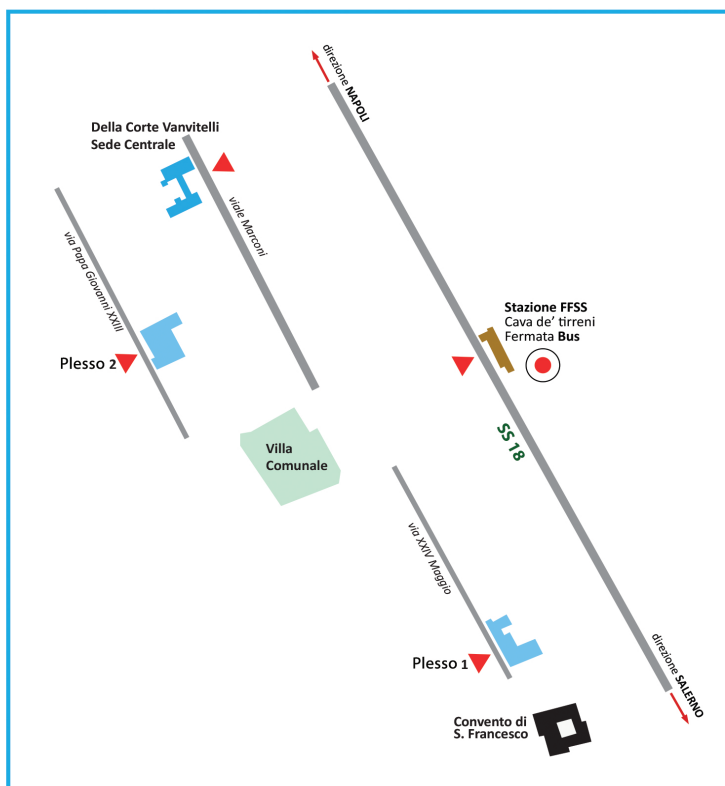 direzione NAPOLI
Della Corte Vanvitelli
Sede Centrale
viale Marconi
via Papa Giovanni XXIII
Stazione FFSS
Cava de' tirreni
Fermata Bus
Plesso 2
SS 18
Villa
Comunale
via XXIV Maggio
direzione SALERNO
Plesso 1
Convento di
S. Francesco